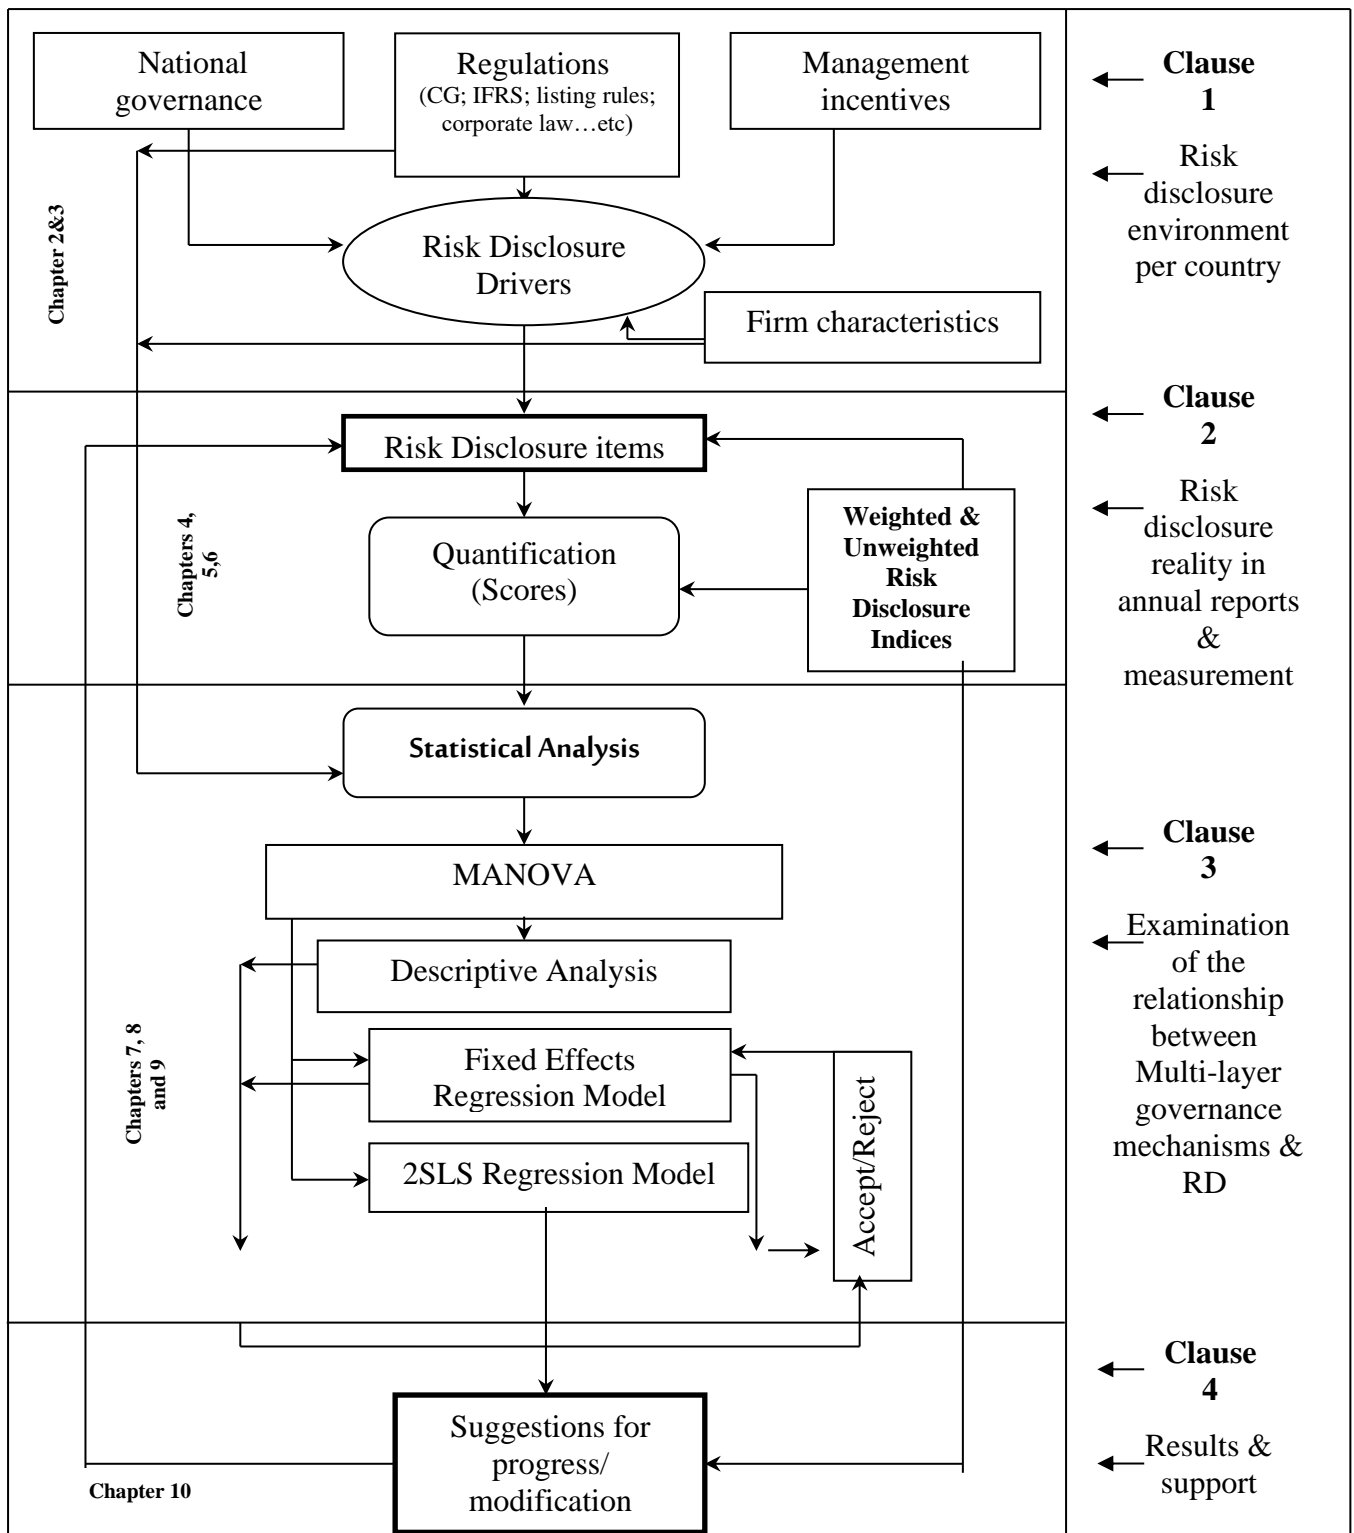 National
governance
Regulations
(CG; IFRS; listing rules;
corporate law…etc)
Management
incentives
Clause
1
Risk
disclosure
environment
per country
Chapter 2&3
Risk Disclosure
Drivers
Firm characteristics
Clause
2
Risk Disclosure items
Risk
disclosure
reality in
annual reports
&
measurement
Chapters 4,
5,6
Quantification
(Scores)
Weighted &
Unweighted
Risk
Disclosure
Indices
Statistical Analysis
Clause
3
MANOVA
Examination
of the
relationship
between
Multi-layer
governance
mechanisms &
RD
Descriptive Analysis
Chapters 7, 8
and 9
Fixed Effects
Regression Model
2SLS Regression Model
Accept/Reject
Clause
4
Suggestions for
progress/
modification
Results &
support
Chapter 10